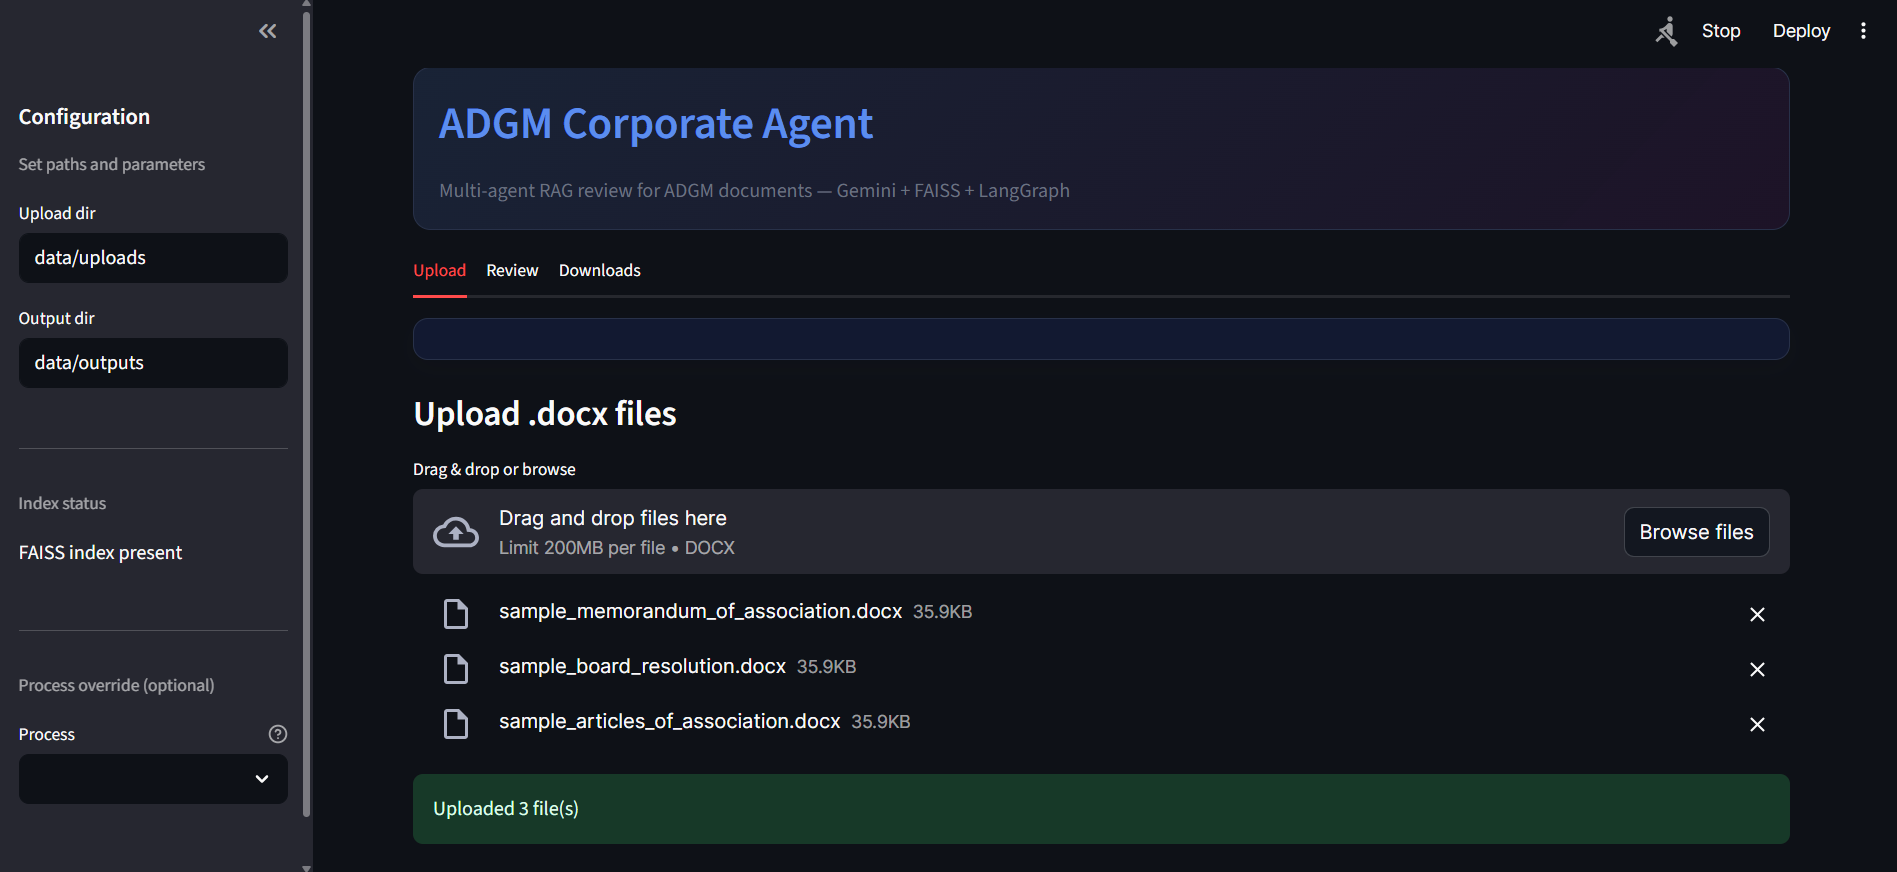 Stop
Deploy
Configuration
Set paths and parameters
Upload dir
data/uploads
Output dir
data/outputs
Index status
FAISS index present
Process override (optional)
Process
ADGM Corporate Agent
Multi-agent RAG review for ADGM documents — Gemini + FAISS + LangGraph
Upload Review Downloads
Upload .docx files
Drag & drop or browse
Drag and drop files here
Limit 200MB per file • DOCX
Browse files
sample_memorandum_of_association.docx 35.9KB
sample_board_resolution.docx 35.9KB
sample_articles_of_association.docx 35.9KB
Uploaded 3 file(s)